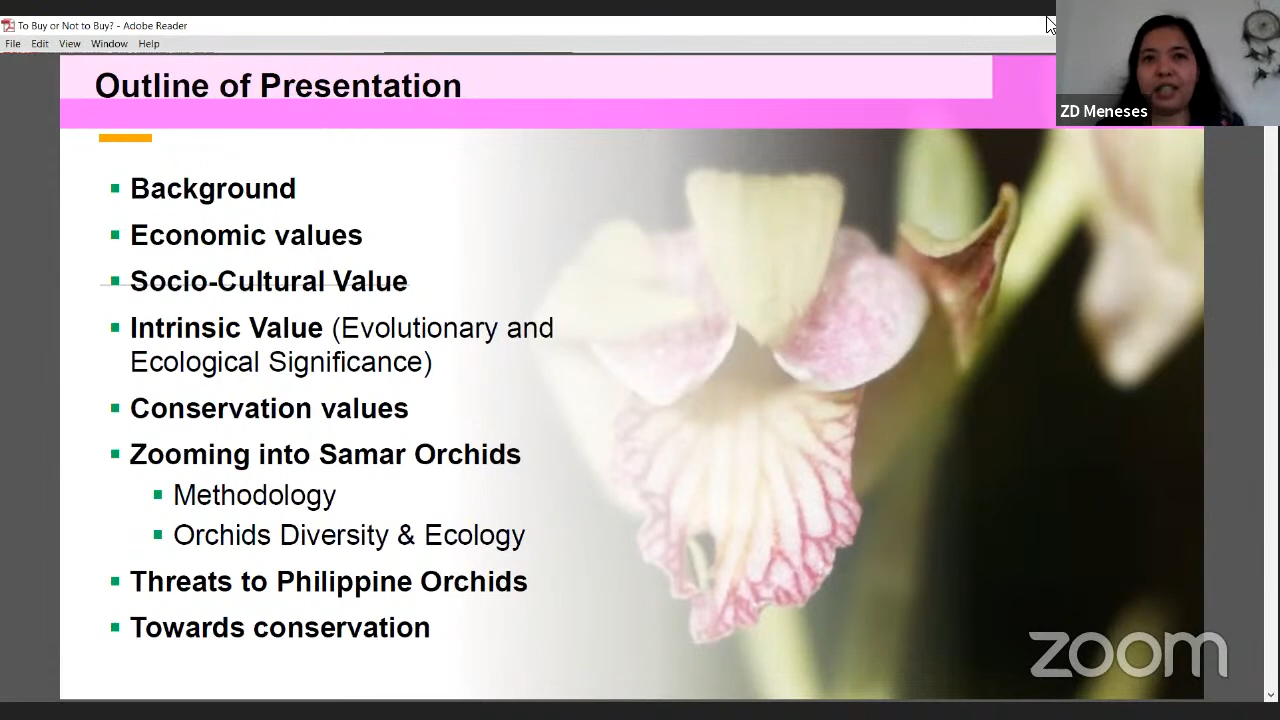 To Buy or Not to Buy? - Adobe Reader
File Edit View Window Help
Outline of Presentation
ZD Meneses
Background
Economic values
Socio-Cultural Value
Intrinsic Value (Evolutionary and
Ecological Significance)
Conservation values
Zooming into Samar Orchids
Methodology
Orchids Diversity & Ecology
Threats to Philippine Orchids
Towards conservation
zoom